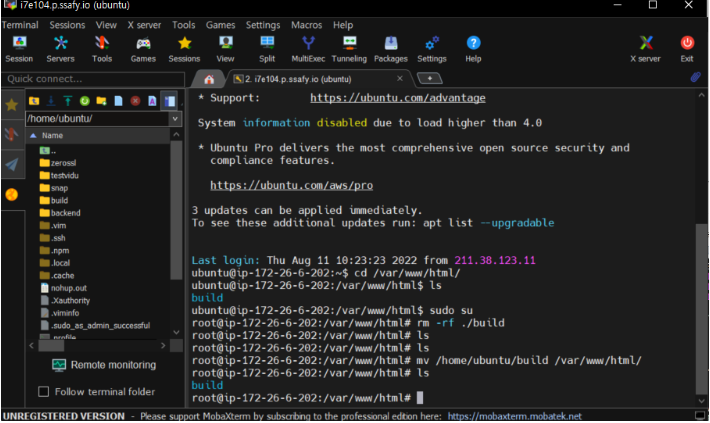 i7e104.p.ssafy.io (ubuntu)
Terminal Sessions View X server Tools Games Settings Macros Help
Session Servers Tools Games Sessions View Split MultiExec Tunneling Packages Settings Help X server Exit
Quick connect...
2. i7e104.p.ssafy.io (ubuntu)
/home/ubuntu/
Name
..
zerossl
testvidu
snap
build
backend
.vim
.ssh
.npm
.local
.cache
nohup.out
.Xauthority
.viminfo
.sudo_as_admin_successful
.profile
Remote monitoring
Follow terminal folder
* Support: https://ubuntu.com/advantage
System information disabled due to load higher than 4.0
* Ubuntu Pro delivers the most comprehensive open source security and
compliance features.
https://ubuntu.com/aws/pro
3 updates can be applied immediately.
To see these additional updates run: apt list --upgradable
Last login: Thu Aug 11 10:23:23 2022 from 211.38.123.11
ubuntu@ip-172-26-6-202:~$ cd /var/www/html/
ubuntu@ip-172-26-6-202:/var/www/html$ ls
build
ubuntu@ip-172-26-6-202:/var/www/html$ sudo su
root@ip-172-26-6-202:/var/www/html# rm -rf ./build
root@ip-172-26-6-202:/var/www/html# ls
root@ip-172-26-6-202:/var/www/html# ls
root@ip-172-26-6-202:/var/www/html# mv /home/ubuntu/build /var/www/html/
root@ip-172-26-6-202:/var/www/html# ls
build
root@ip-172-26-6-202:/var/www/html#
UNREGISTERED VERSION - Please support MobaXterm by subscribing to the professional edition here: https://mobaxterm.mobatek.net